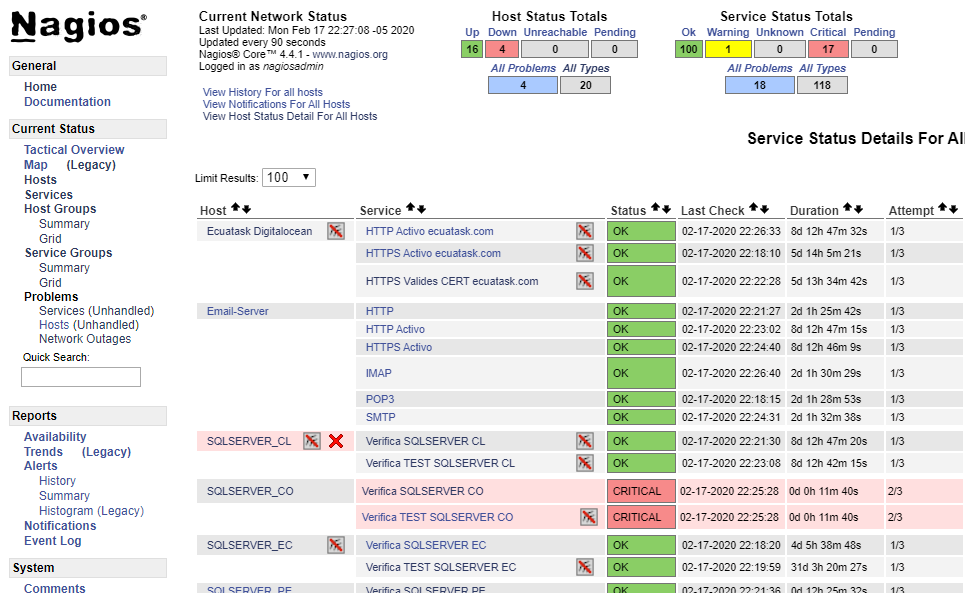 Nagios®
General
Home
Documentation
Current Status
Tactical Overview
Map (Legacy)
Hosts
Services
Host Groups
Summary
Grid
Service Groups
Summary
Grid
Problems
Services (Unhandled)
Hosts (Unhandled)
Network Outages
Quick Search:
Reports
Availability
Trends (Legacy)
Alerts
History
Summary
Histogram (Legacy)
Notifications
Event Log
System
Comments
Current Network Status
Last Updated: Mon Feb 17 22:27:08 -05 2020
Updated every 90 seconds
Nagios® Core™ 4.4.1 - www.nagios.org
Logged in as nagiosadmin
View History For all hosts
View Notifications For All Hosts
View Host Status Detail For All Hosts
Host Status Totals
Up Down Unreachable Pending
16 4 0 0
All Problems All Types
4 20
Service Status Totals
Ok Warning Unknown Critical Pending
100 1 0 17 0
All Problems All Types
18 118
Service Status Details For All
Limit Results: 100
Host Service Status Last Check Duration Attempt
Ecuatask Digitalocean HTTP Activo ecuatask.com OK 02-17-2020 22:26:33 8d 12h 47m 32s 1/3
HTTPS Activo ecuatask.com OK 02-17-2020 22:18:10 5d 14h 5m 21s 1/3
HTTPS Valides CERT ecuatask.com OK 02-17-2020 22:22:28 5d 13h 34m 42s 1/3
Email-Server HTTP OK 02-17-2020 22:21:27 2d 1h 25m 42s 1/3
HTTP Activo OK 02-17-2020 22:23:02 8d 12h 47m 15s 1/3
HTTPS Activo OK 02-17-2020 22:24:40 8d 12h 46m 9s 1/3
IMAP OK 02-17-2020 22:26:40 2d 1h 30m 29s 1/3
POP3 OK 02-17-2020 22:18:15 2d 1h 28m 53s 1/3
SMTP OK 02-17-2020 22:24:31 2d 1h 32m 38s 1/3
SQLSERVER_CL Verifica SQLSERVER CL OK 02-17-2020 22:21:30 8d 12h 47m 20s 1/3
Verifica TEST SQLSERVER CL OK 02-17-2020 22:23:08 8d 12h 42m 15s 1/3
SQLSERVER_CO Verifica SQLSERVER CO CRITICAL 02-17-2020 22:25:28 0d 0h 11m 40s 2/3
Verifica TEST SQLSERVER CO CRITICAL 02-17-2020 22:25:28 0d 0h 11m 40s 2/3
SQLSERVER_EC Verifica SQLSERVER EC OK 02-17-2020 22:18:20 4d 5h 38m 48s 1/3
Verifica TEST SQLSERVER EC OK 02-17-2020 22:19:59 31d 3h 20m 27s 1/3
SQLSERVER_PE Verifica SQLSERVER PE OK 02-17-2020 22:21:36 0d 12h 25m 32s 1/3